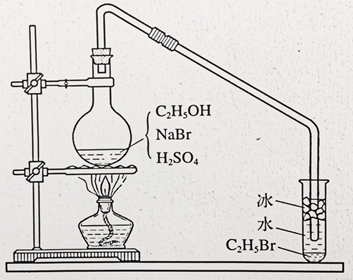 C₂H₅OH
NaBr
H₂SO₄
冰
水
C₂H₅Br